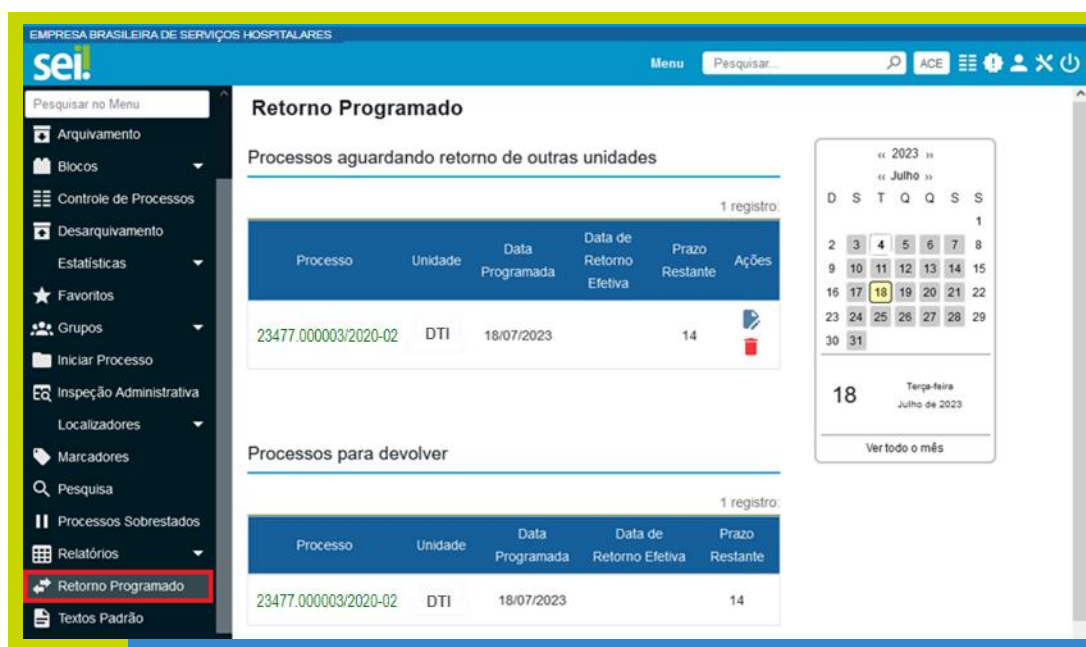 EMPRESA BRASILEIRA DE SERVIÇOS HOSPITALARES
sei!
Menu
Pesquisar...
ACE
Pesquisar no Menu
Arquivamento
Blocos
Controle de Processos
Desarquivamento
Estatísticas
Favoritos
Grupos
Iniciar Processo
Inspeção Administrativa
Localizadores
Marcadores
Pesquisa
Processos Sobrestados
Relatórios
Retorno Programado
Textos Padrão
Retorno Programado
Processos aguardando retorno de outras unidades
1 registro:
Processo Unidade Data Programada Data de Retorno Efetiva Prazo Restante Ações
23477.000003/2020-02 DTI 18/07/2023 14
Processos para devolver
1 registro:
Processo Unidade Data Programada Data de Retorno Efetiva Prazo Restante
23477.000003/2020-02 DTI 18/07/2023 14
‹‹ 2023 ››
‹‹ Julho ››
D S T Q Q S S
1
2 3 4 5 6 7 8
9 10 11 12 13 14 15
16 17 18 19 20 21 22
23 24 25 26 27 28 29
30 31
18
Terça-feira
Julho de 2023
Ver todo o mês